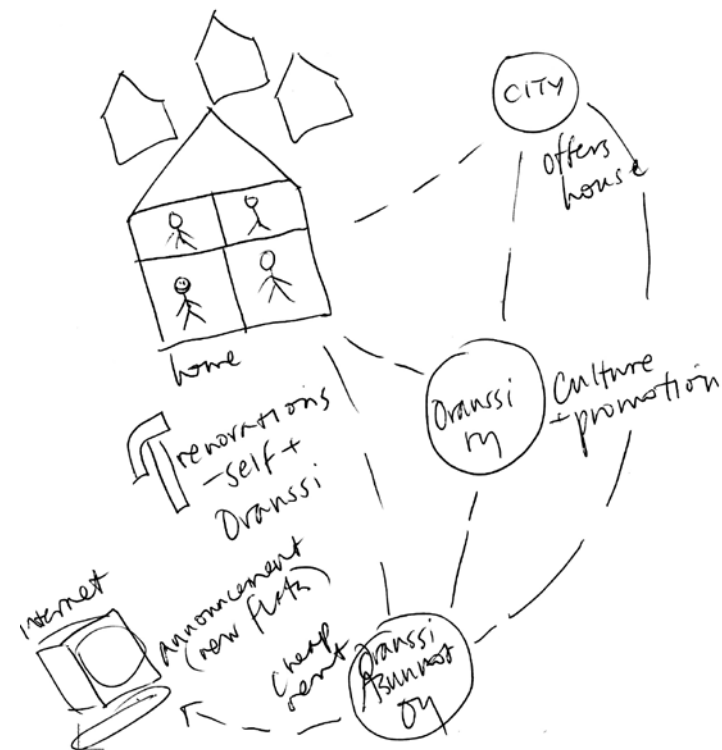 CITY
offers
house
home
Oranssi
ry
Culture
+ promotion
renovations
- self +
Oranssi
internet
announcement
(new flats)
cheap
rent
Oranssi
Asunnot
Oy